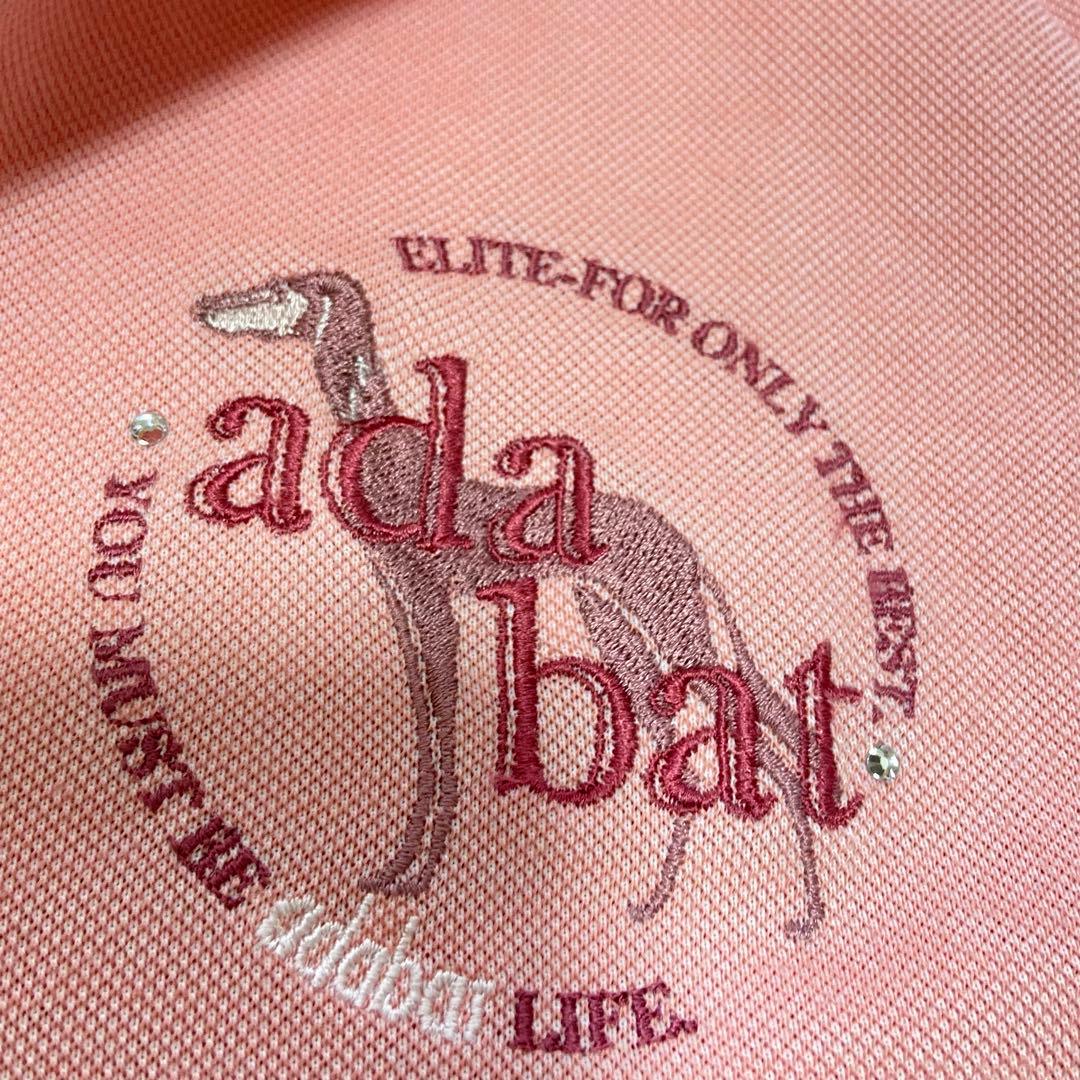 ELITE-FOR ONLY THE BEST.
ada
bat
YOU MUST BE adabat LIFE.